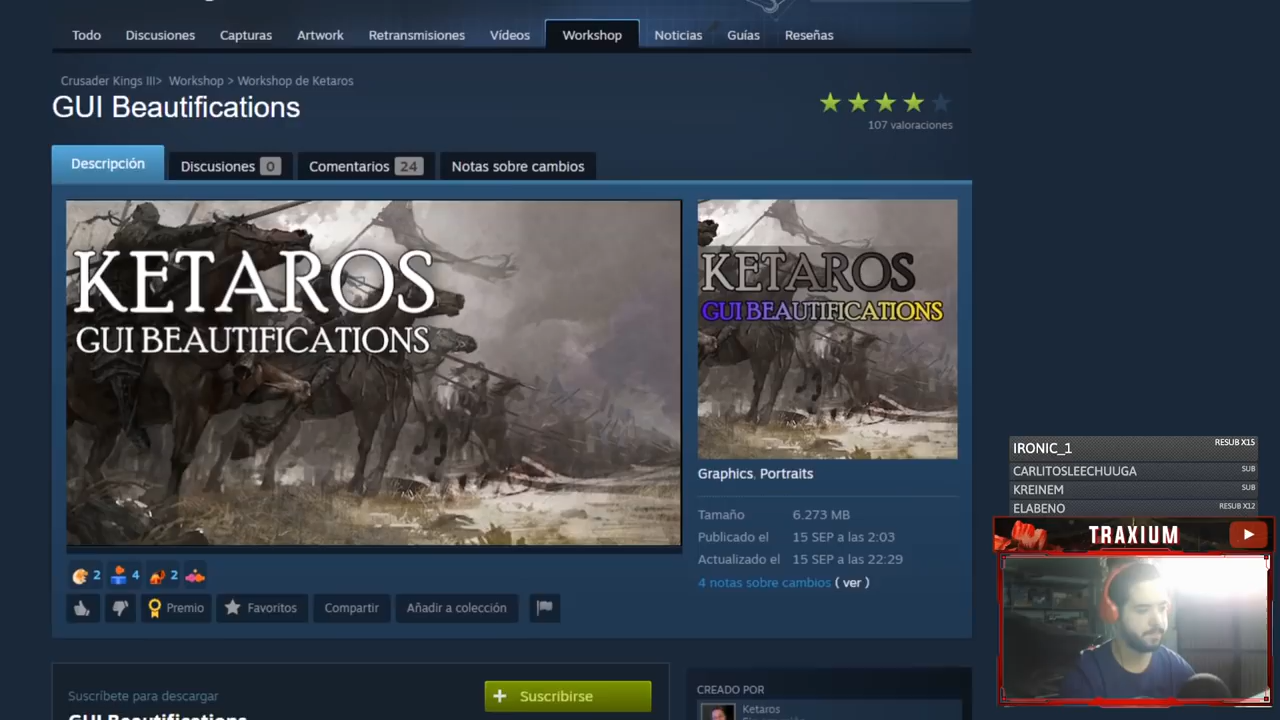 Todo Discusiones Capturas Artwork Retransmisiones Vídeos Workshop Noticias Guías Reseñas
Crusader Kings III> Workshop > Workshop de Ketaros
GUI Beautifications
107 valoraciones
Descripción Discusiones 0 Comentarios 24 Notas sobre cambios
KETAROS
GUI BEAUTIFICATIONS
KETAROS
GUI BEAUTIFICATIONS
Graphics, Portraits
Tamaño 6.273 MB
Publicado el 15 SEP a las 2:03
Actualizado el 15 SEP a las 22:29
4 notas sobre cambios ( ver )
2 4 2
Premio Favoritos Compartir Añadir a colección
Suscríbete para descargar
GUI Beautifications
+ Suscribirse
CREADO POR
Ketaros
IRONIC_1 RESUB X15
CARLITOSLEECHUUGA SUB
KREINEM SUB
ELABENO RESUB X12
TRAXIUM